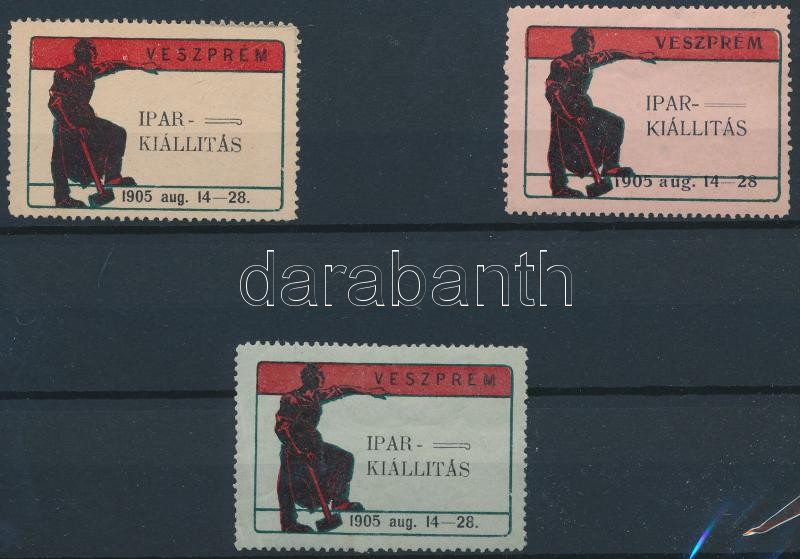 VESZPRÉM
IPAR-
KIÁLLITÁS
1905 aug. 14—28.
VESZPRÉM
IPAR-
KIÁLLITÁS
1905 aug. 14—28
darabanth
VESZPRÉM
IPAR-
KIÁLLITÁS
1905 aug. 14—28.